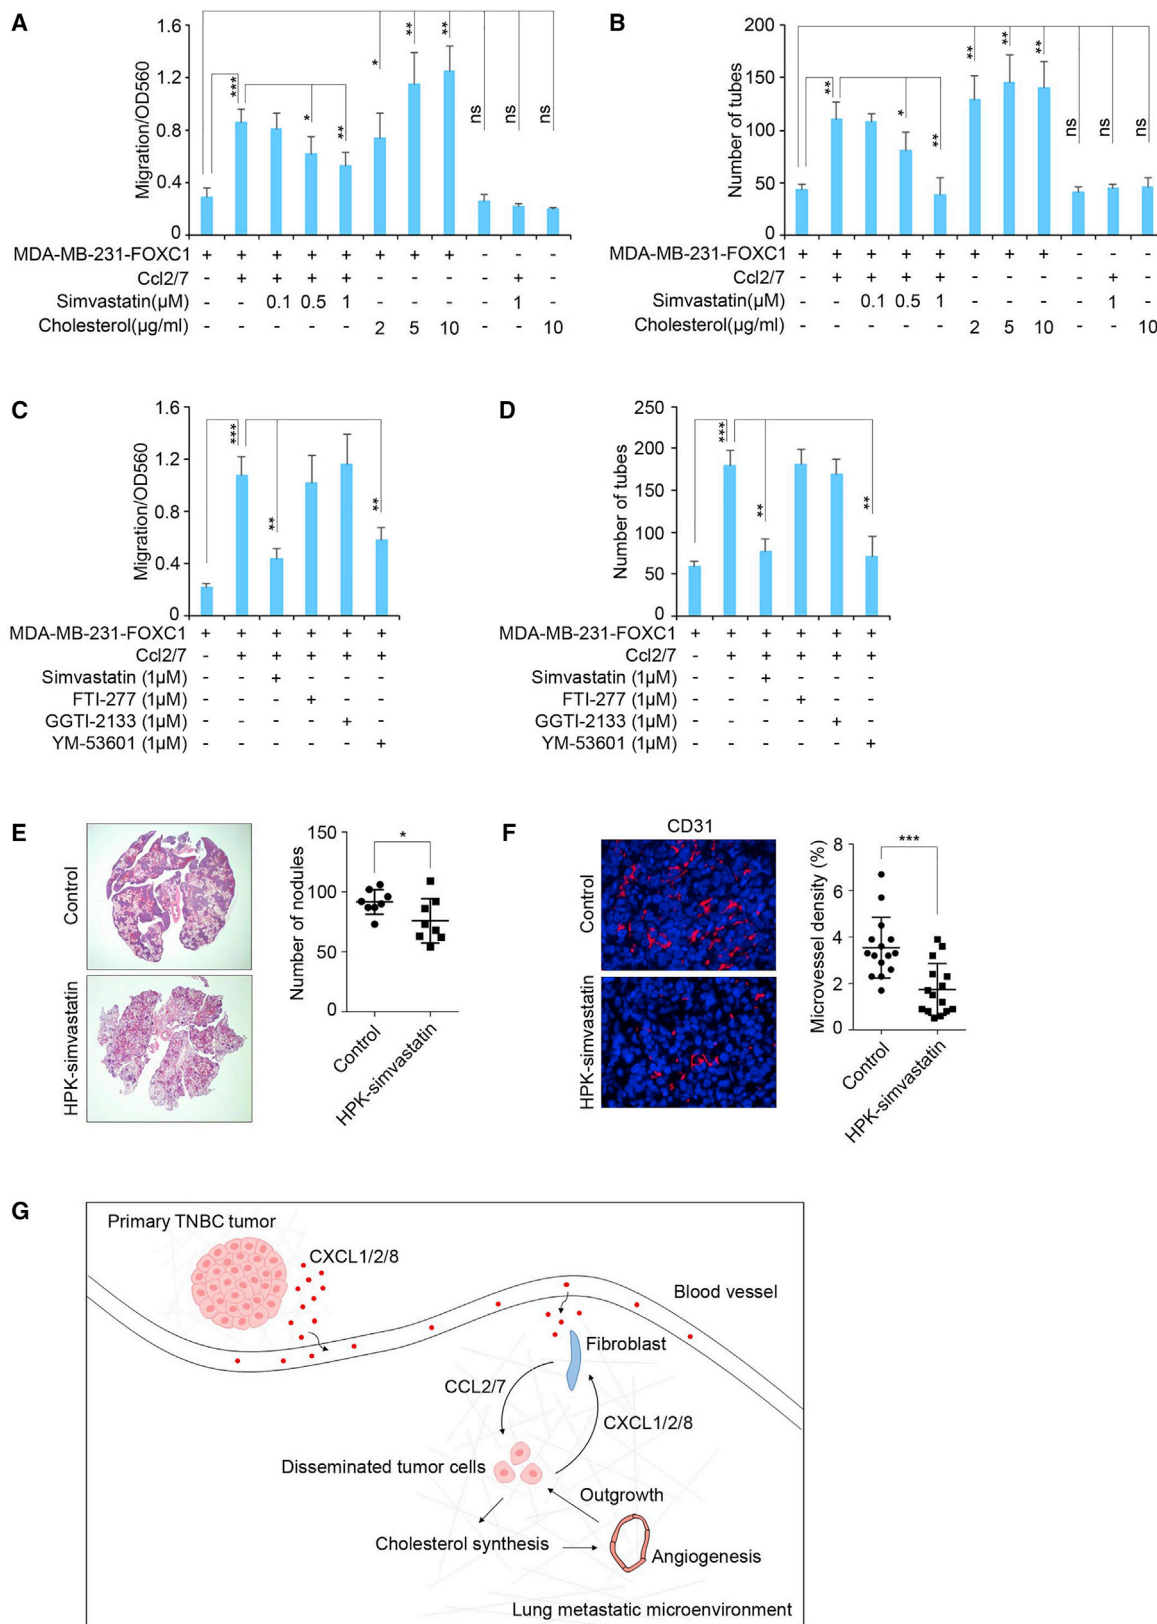 A
Migration/OD560
1.6
1.2
0.8
0.4
0
*** * ** * ** ** ns ns ns
MDA-MB-231-FOXC1 + + + + + + + + - - -
Ccl2/7 - + + + + - - - - + -
Simvastatin(µM) - - 0.1 0.5 1 - - - - 1 -
Cholesterol(µg/ml) - - - - - 2 5 10 - - 10
B
Number of tubes
200
150
100
50
0
** * ** ** ** ** ns ns ns
MDA-MB-231-FOXC1 + + + + + + + + - - -
Ccl2/7 - + + + + - - - - + -
Simvastatin(µM) - - 0.1 0.5 1 - - - - 1 -
Cholesterol(µg/ml) - - - - - 2 5 10 - - 10
C
Migration/OD560
1.6
1.2
0.8
0.4
0
*** ** **
MDA-MB-231-FOXC1 + + + + + +
Ccl2/7 - + + + + +
Simvastatin (1µM) - - + - - -
FTI-277 (1µM) - - - + - -
GGTI-2133 (1µM) - - - - + -
YM-53601 (1µM) - - - - - +
D
Number of tubes
250
200
150
100
50
0
*** ** **
MDA-MB-231-FOXC1 + + + + + +
Ccl2/7 - + + + + +
Simvastatin (1µM) - - + - - -
FTI-277 (1µM) - - - + - -
GGTI-2133 (1µM) - - - - + -
YM-53601 (1µM) - - - - - +
E
Control
HPK-simvastatin
Number of nodules
150
100
50
0
*
Control
HPK-simvastatin
F
CD31
Control
HPK-simvastatin
Microvessel density (%)
8
6
4
2
0
***
Control
HPK-simvastatin
G
Primary TNBC tumor
CXCL1/2/8
Blood vessel
Fibroblast
CCL2/7
CXCL1/2/8
Disseminated tumor cells
Outgrowth
Cholesterol synthesis
Angiogenesis
Lung metastatic microenvironment